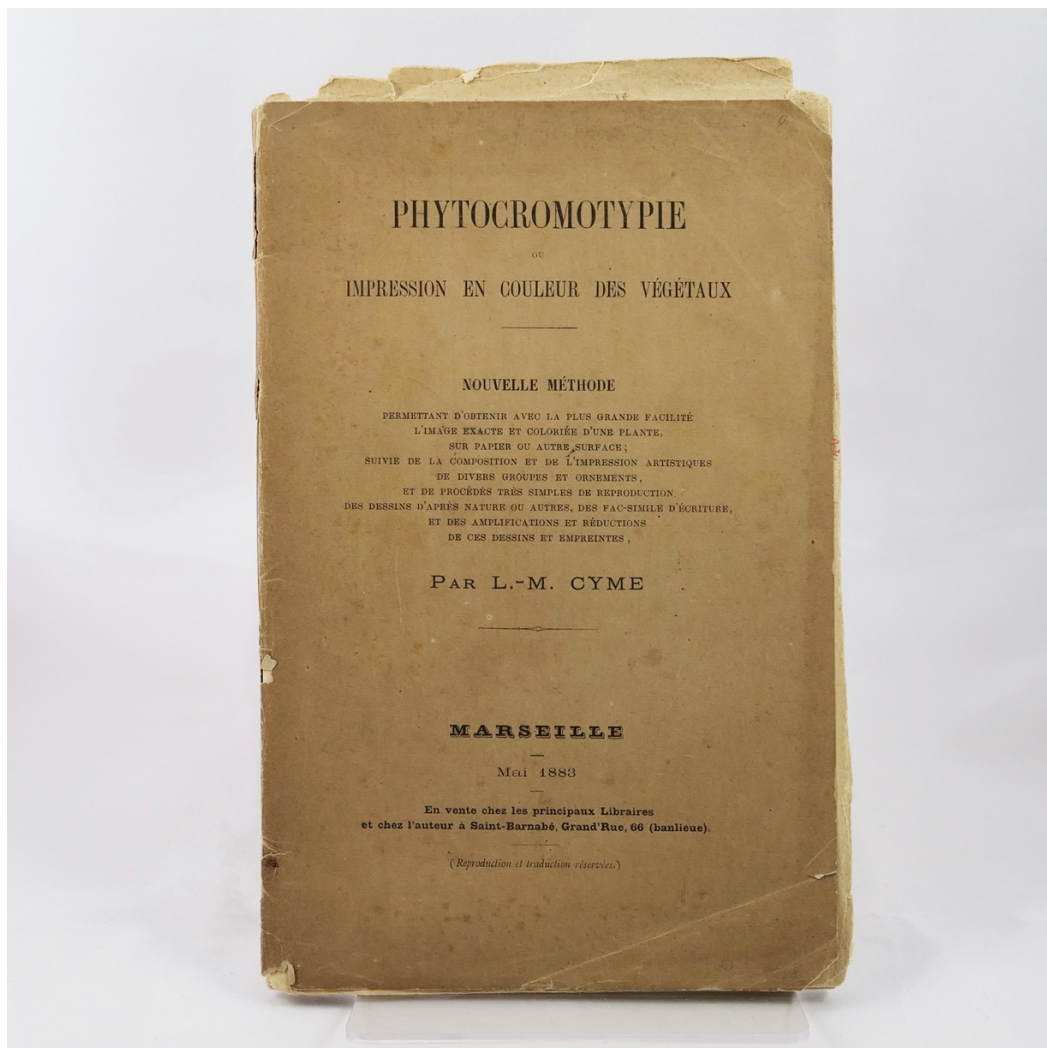 PHYTOCROMOTYPIE
OU
IMPRESSION EN COULEUR DES VÉGÉTAUX
NOUVELLE MÉTHODE
PERMETTANT D'OBTENIR AVEC LA PLUS GRANDE FACILITÉ
L'IMAGE EXACTE ET COLORIÉE D'UNE PLANTE,
SUR PAPIER OU AUTRE SURFACE ;
SUIVIE DE LA COMPOSITION ET DE L'IMPRESSION ARTISTIQUES
DE DIVERS GROUPES ET ORNEMENTS,
ET DE PROCÉDÉS TRÈS SIMPLES DE REPRODUCTION
DES DESSINS D'APRÈS NATURE OU AUTRES, DES FAC-SIMILE D'ÉCRITURE,
ET DES AMPLIFICATIONS ET RÉDUCTIONS
DE CES DESSINS ET EMPREINTES,
PAR L.-M. CYME
MARSEILLE
Mai 1883
En vente chez les principaux Libraires
et chez l'auteur à Saint-Barnabé, Grand'Rue, 66 (banlieue).
(Reproduction et traduction réservées.)